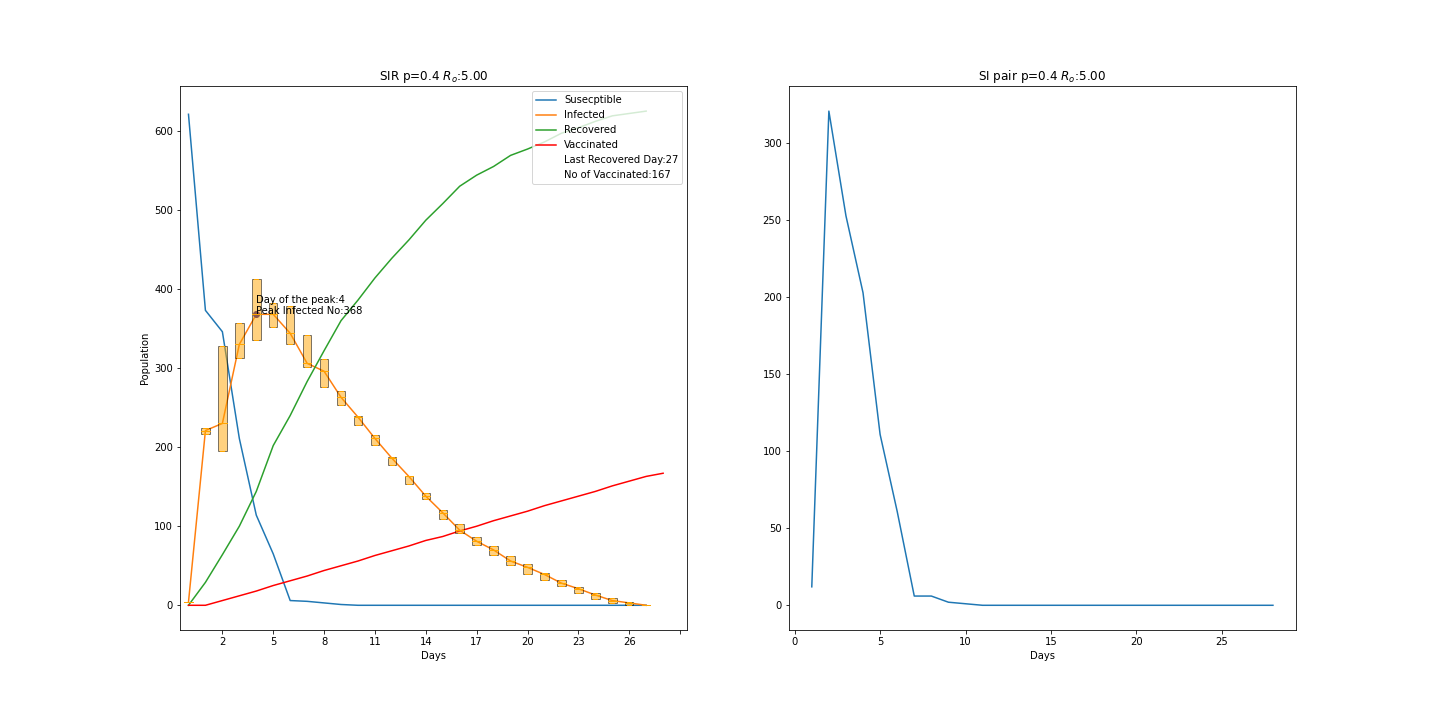 SIR p=0.4 Rₒ:5.00
Susecptible
Infected
Recovered
Vaccinated
Last Recovered Day:27
No of Vaccinated:167
Day of the peak:4
Peak Infected No:368
Population
600
500
400
300
200
100
0
2 5 8 11 14 17 20 23 26
Days
SI pair p=0.4 Rₒ:5.00
300
250
200
150
100
50
0
0 5 10 15 20 25
Days